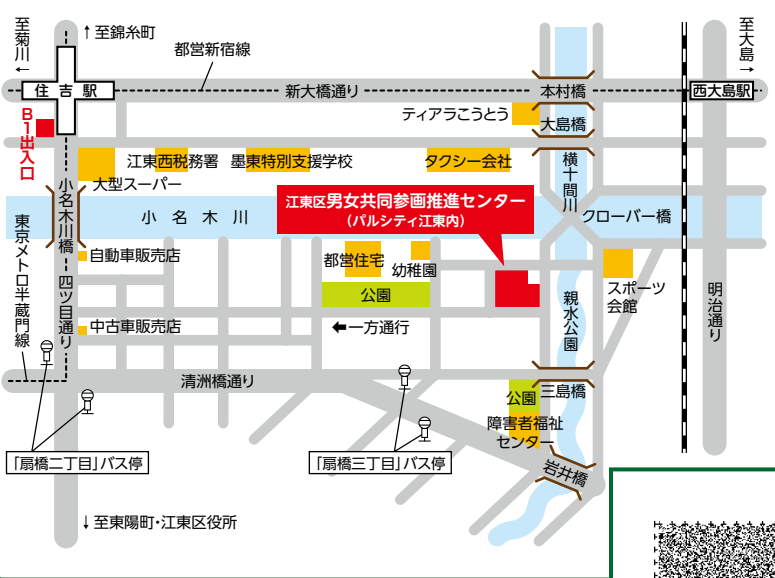 至菊川
←
↑至錦糸町
都営新宿線
至大島
→
住吉駅
新大橋通り
本村橋
西大島駅
B1出入口
ティアラこうとう
大島橋
江東西税務署
墨東特別支援学校
タクシー会社
大型スーパー
横十間川
小名木川橋
小名木川
江東区男女共同参画推進センター
(パルシティ江東内)
クローバー橋
東京メトロ半蔵門線
自動車販売店
都営住宅
幼稚園
四ツ目通り
公園
スポーツ
会館
明治通り
親水公園
中古車販売店
←一方通行
清洲橋通り
公園
三島橋
障害者福祉
センター
「扇橋二丁目」バス停
「扇橋三丁目」バス停
岩井橋
↓至東陽町・江東区役所